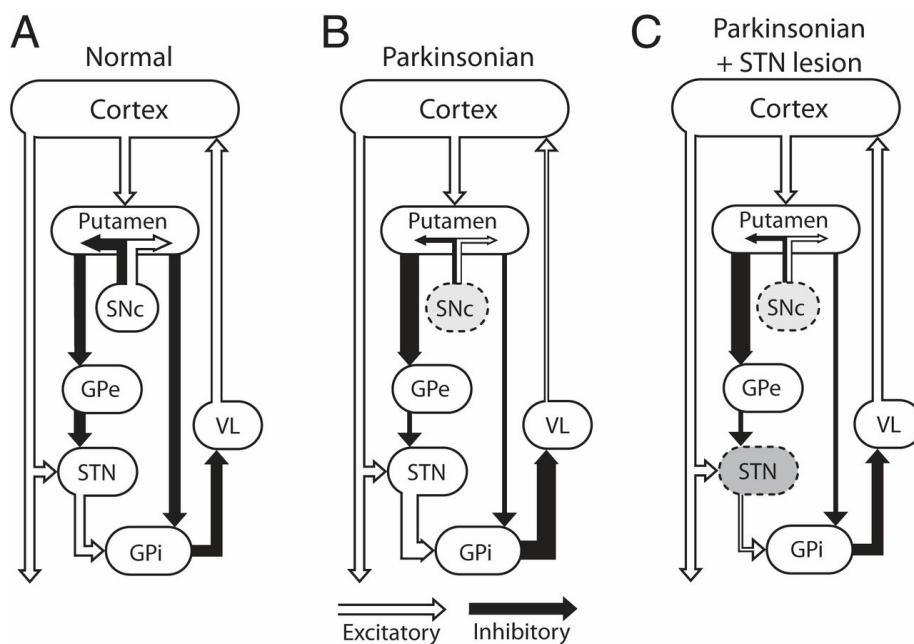 A
Normal
Cortex
Putamen
SNc
GPe
STN
VL
GPi
B
Parkinsonian
Cortex
Putamen
SNc
GPe
STN
VL
GPi
C
Parkinsonian
+ STN lesion
Cortex
Putamen
SNc
GPe
STN
VL
GPi
Excitatory
Inhibitory